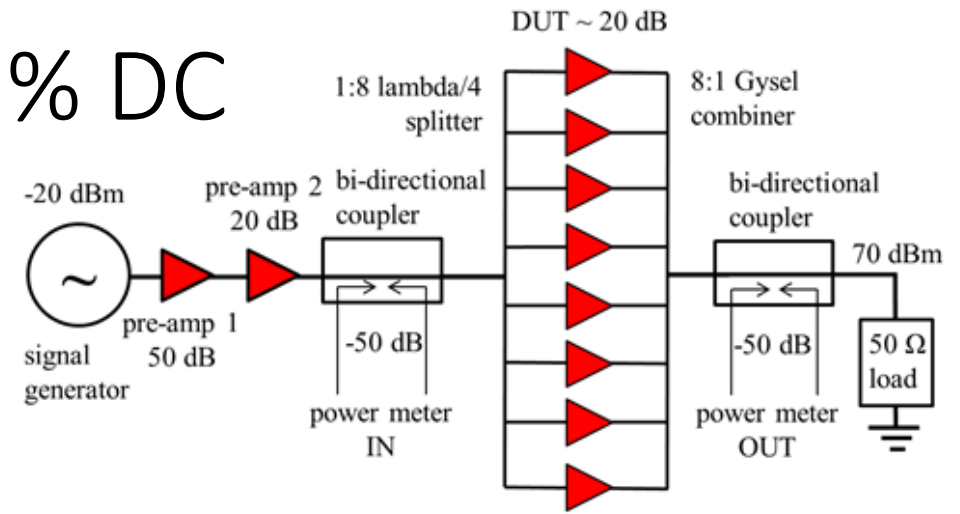 DUT ~ 20 dB
% DC
1:8 lambda/4
splitter
8:1 Gysel
combiner
-20 dBm
pre-amp 2
20 dB
bi-directional
coupler
bi-directional
coupler
70 dBm
~
pre-amp 1
50 dB
signal
generator
-50 dB
power meter
IN
-50 dB
power meter
OUT
50 Ω
load